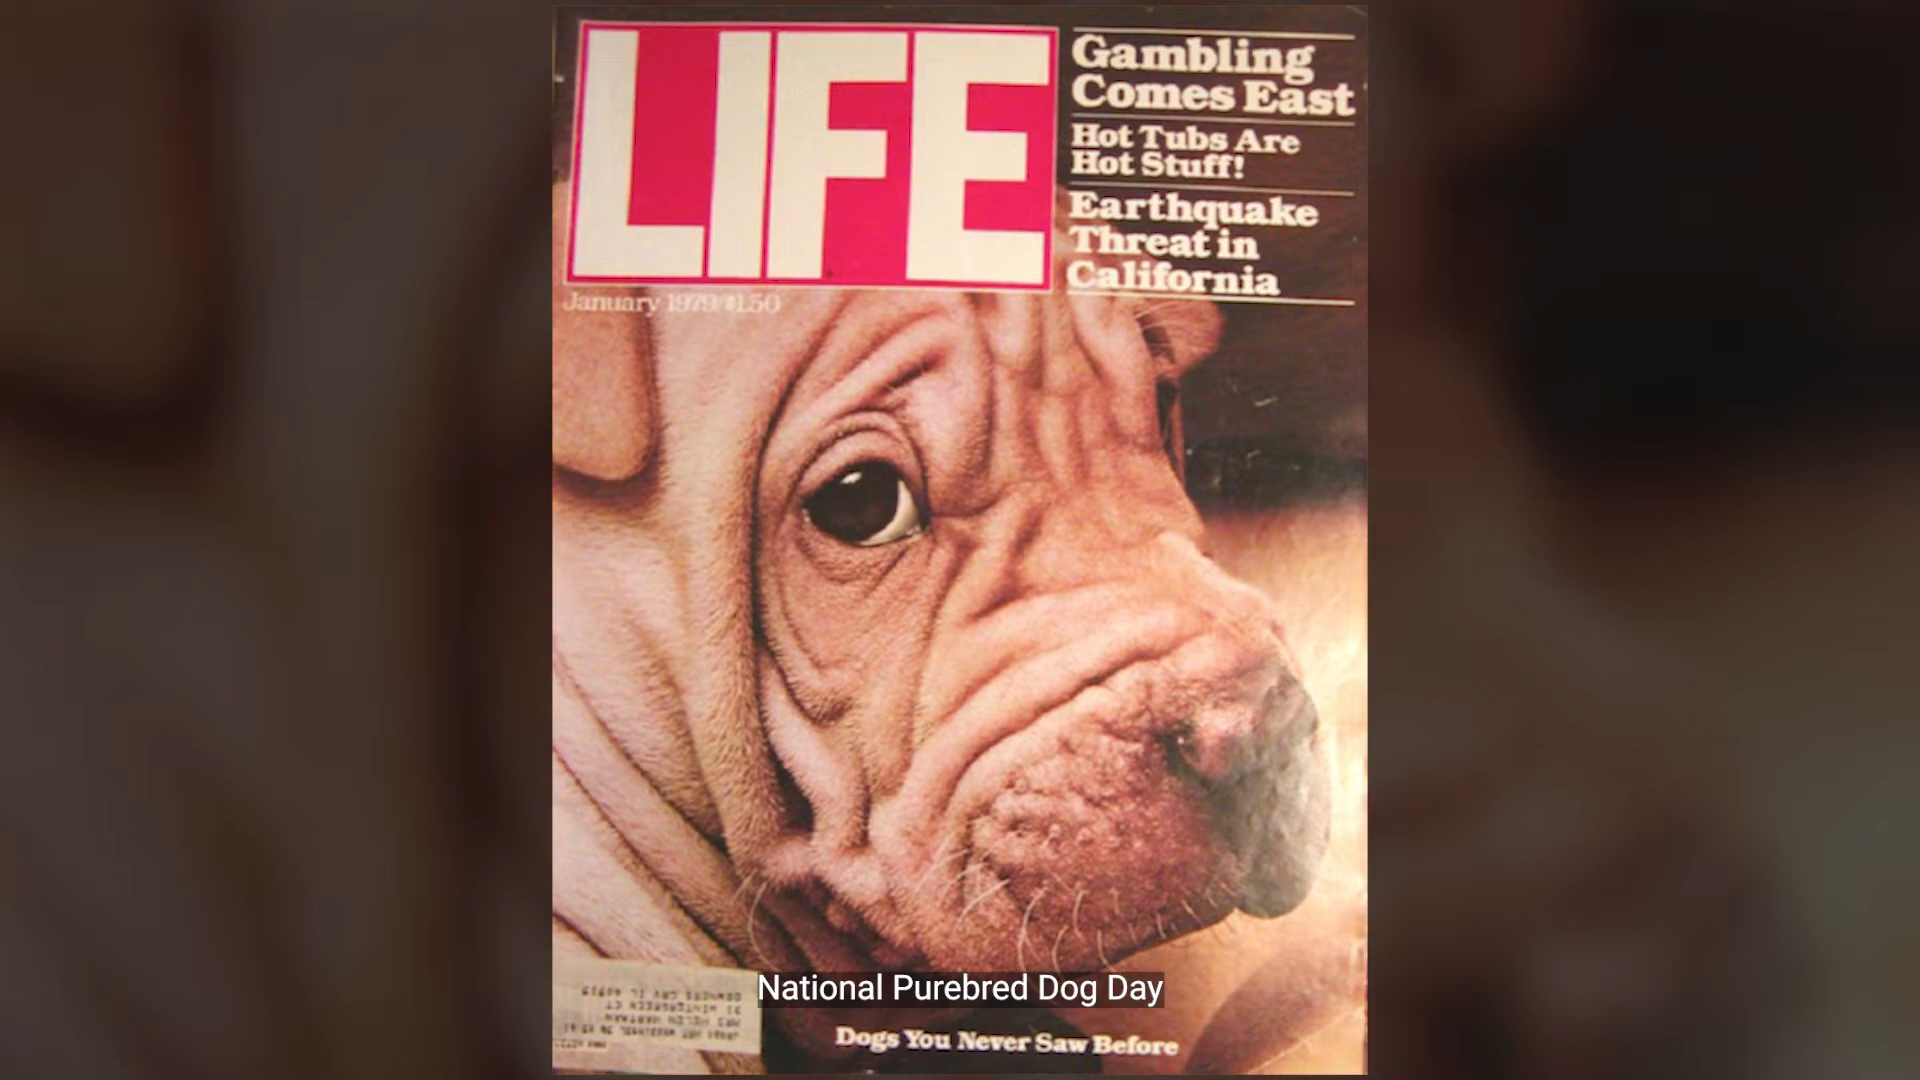 LIFE
Gambling
Comes East
Hot Tubs Are
Hot Stuff!
Earthquake
Threat in
California
January 1979/$1.50
National Purebred Dog Day
Dogs You Never Saw Before